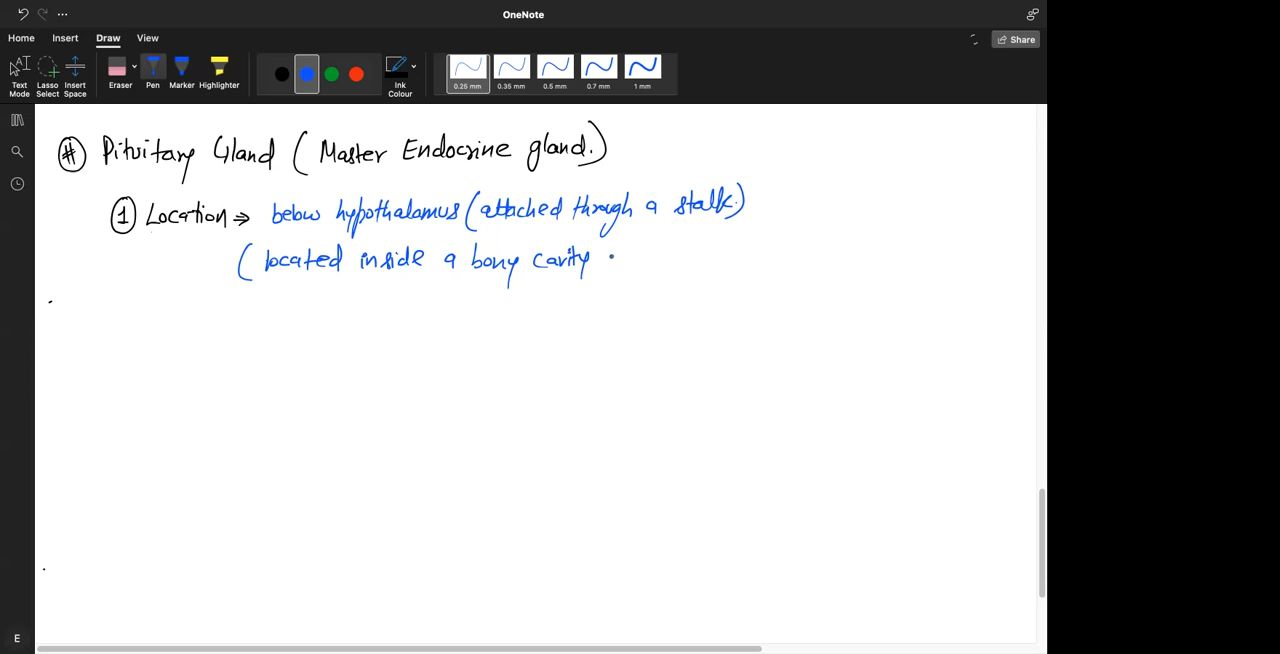 OneNote
Home Insert Draw View
Share
Text Mode Lasso Select Insert Space Eraser Pen Marker Highlighter Ink Colour 0.25 mm 0.35 mm 0.5 mm 0.7 mm 1 mm
# Pituitary Gland ( Master Endocrine gland.)
1 Location ⇒ below hypothalamus (attached through a stalk.)
( located inside a bony cavity
E